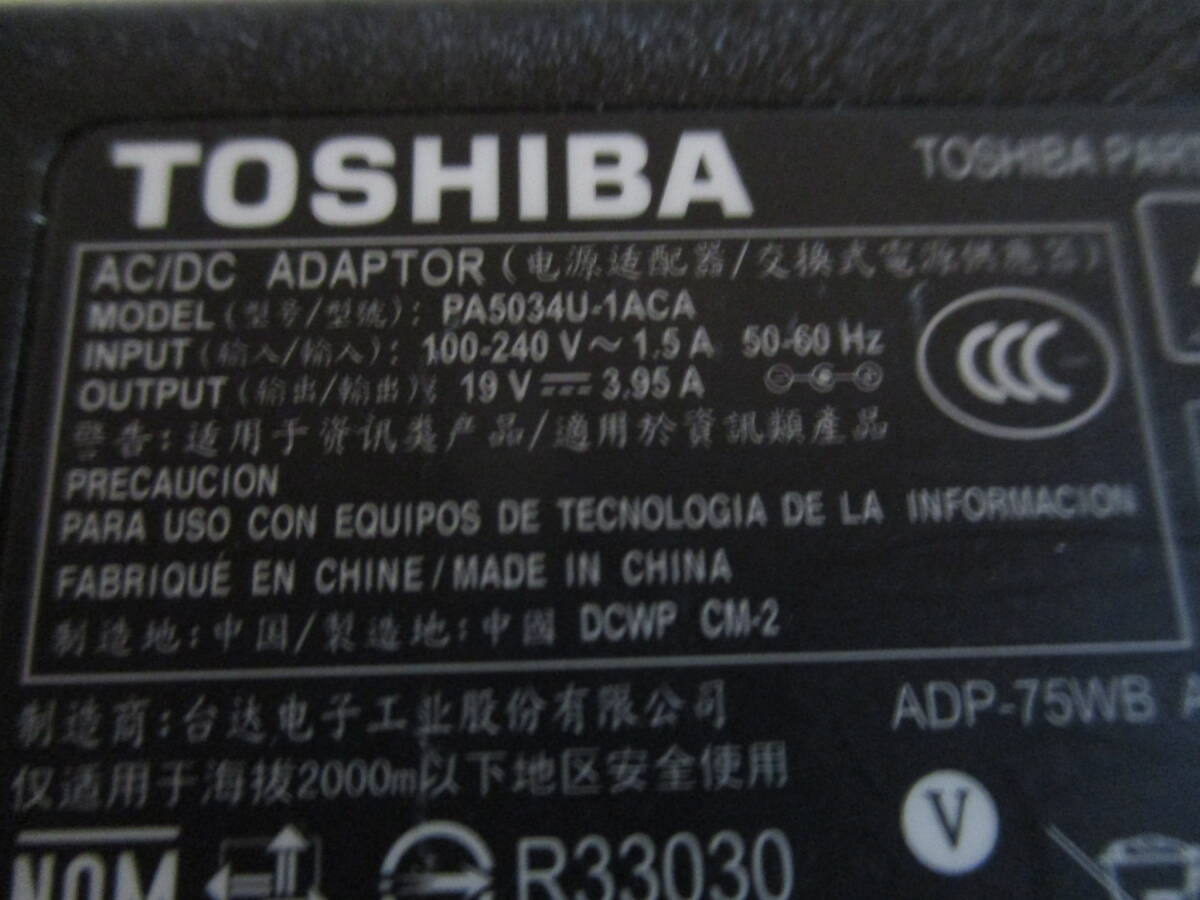 TOSHIBA
TOSHIBA PART
AC/DC ADAPTOR (电源适配器/交換式電源供應器)
MODEL (型号/型號): PA5034U-1ACA
INPUT (输入/輸入): 100-240 V ~ 1.5 A 50-60 Hz
OUTPUT (输出/輸出): 19 V ⎓ 3.95 A
CCC
警告:适用于资讯类产品/適用於資訊類產品
PRECAUCION
PARA USO CON EQUIPOS DE TECNOLOGIA DE LA INFORMACION
FABRIQUÉ EN CHINE/MADE IN CHINA
制造地:中国/製造地:中國 DCWP CM-2
制造商:台达电子工业股份有限公司
ADP-75WB A
仅适用于海拔2000m以下地区安全使用
V
NOM
R33030